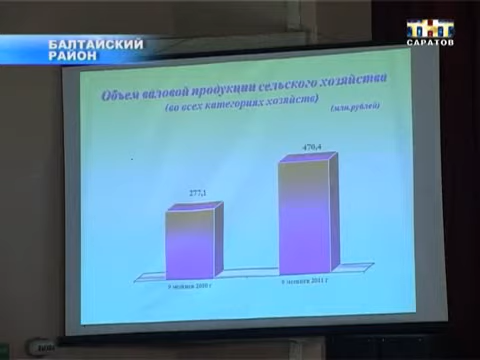 БАЛТАЙСКИЙ
РАЙОН
ТНТ
САРАТОВ
Объем валовой продукции сельского хозяйства
(во всех категориях хозяйств)
(млн.рублей)
277,1
470,4
9 месяцев 2010 г
9 месяцев 2011 г